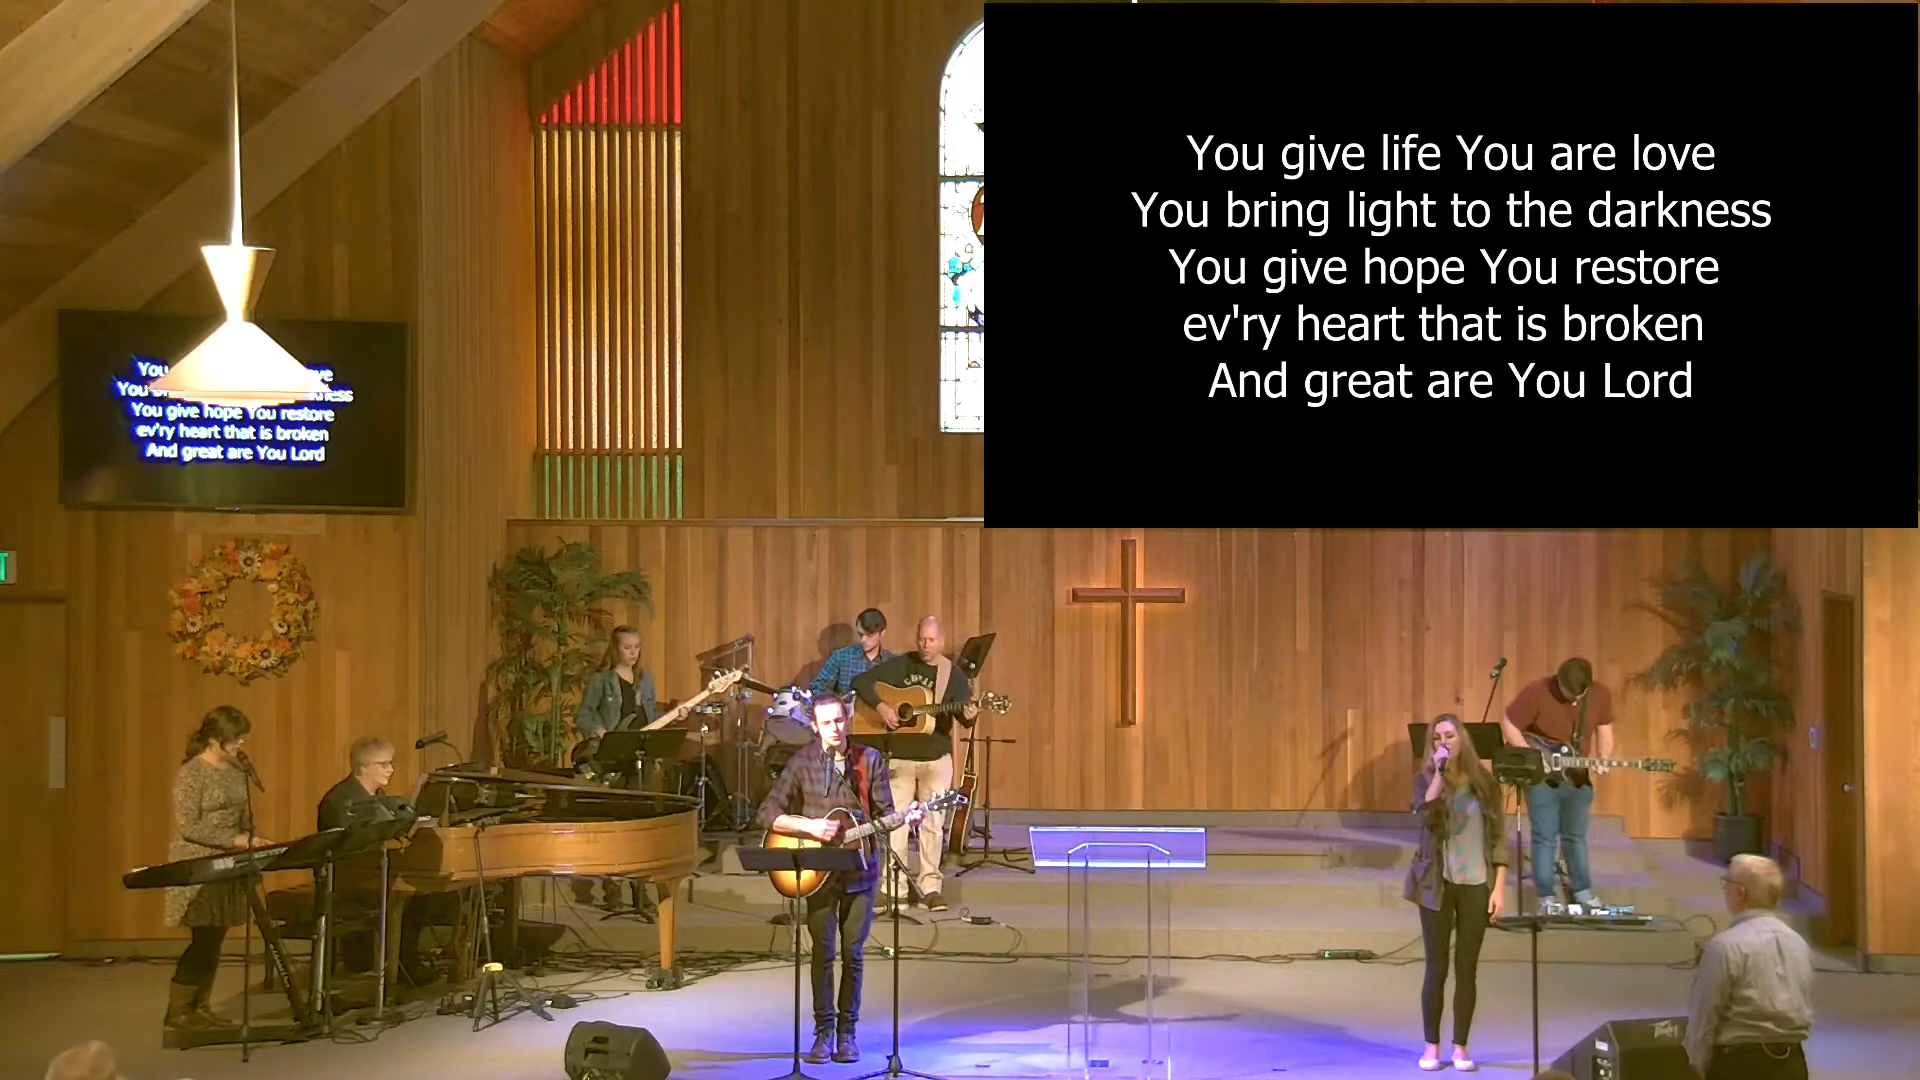 You give life You are love
You bring light to the darkness
You give hope You restore
ev'ry heart that is broken
And great are You Lord
You
You
You give hope You restore
ev'ry heart that is broken
And great are You Lord